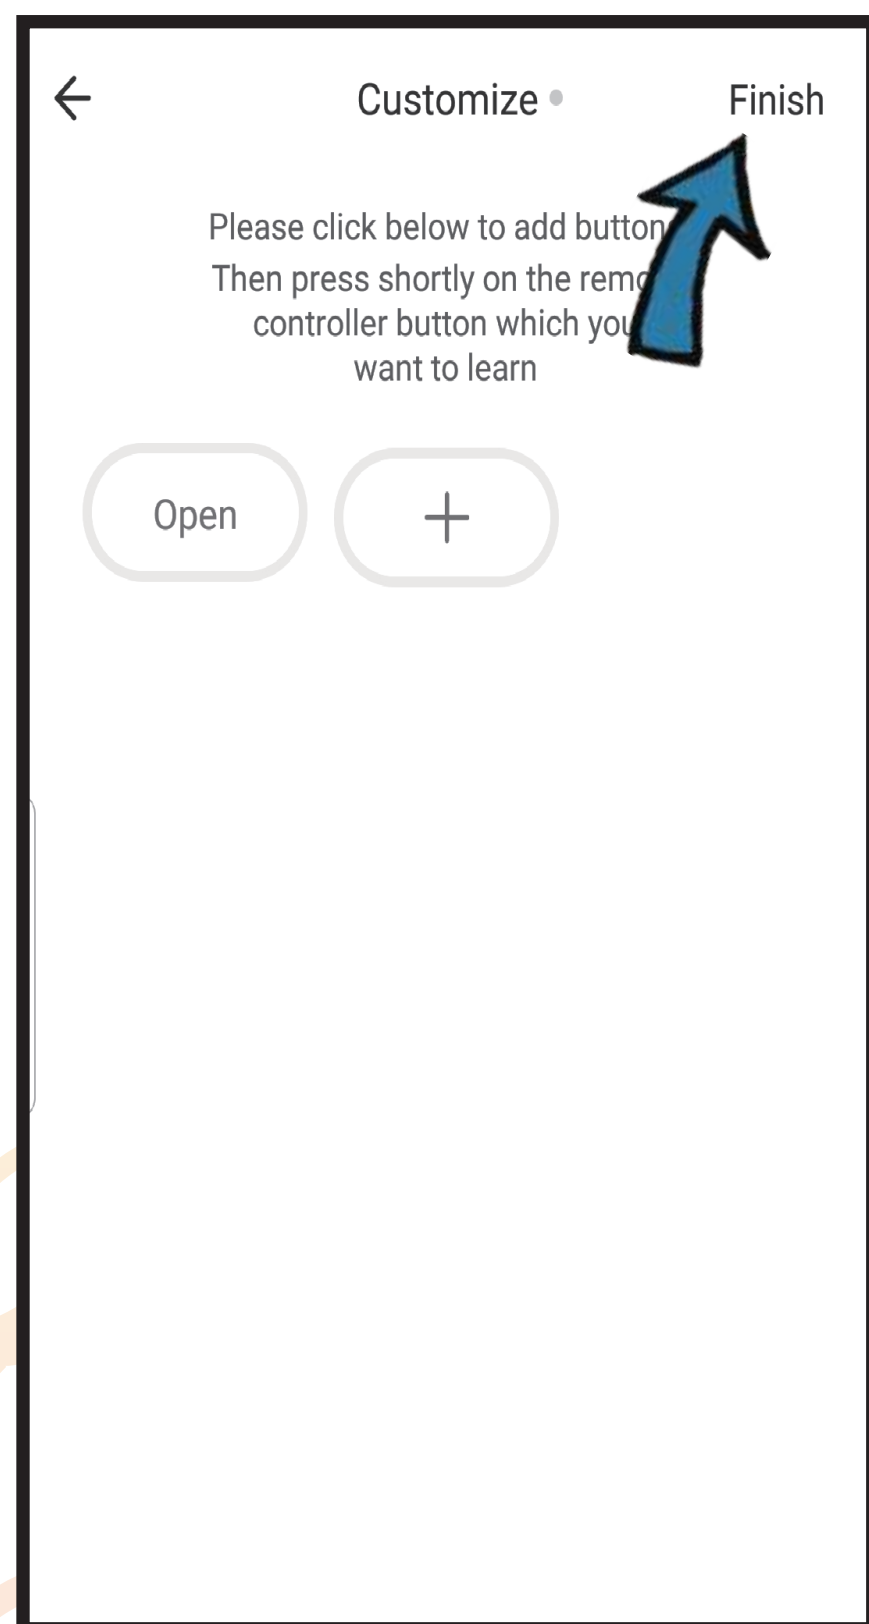 Customize
Finish
Please click below to add button
Then press shortly on the
controller button which you
want to learn
Open
+